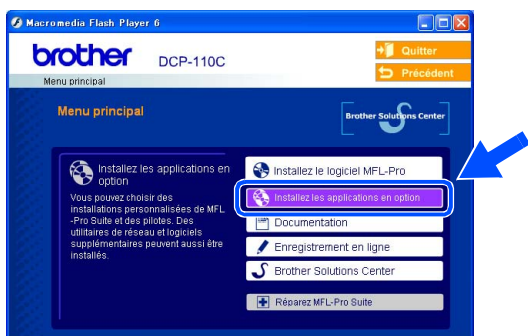 Macromedia Flash Player 6
brother
DCP-110C
Quitter
Précédent
Menu principal
Menu principal
Brother Solutions Center
Installez les applications en
option
Vous pouvez choisir des
installations personnalisées de MFL
-Pro Suite et des pilotes. Des
utilitaires de réseau et logiciels
supplémentaires peuvent aussi être
installés.
Installez le logiciel MFL-Pro
Installez les applications en option
Documentation
Enregistrement en ligne
Brother Solutions Center
Réparez MFL-Pro Suite